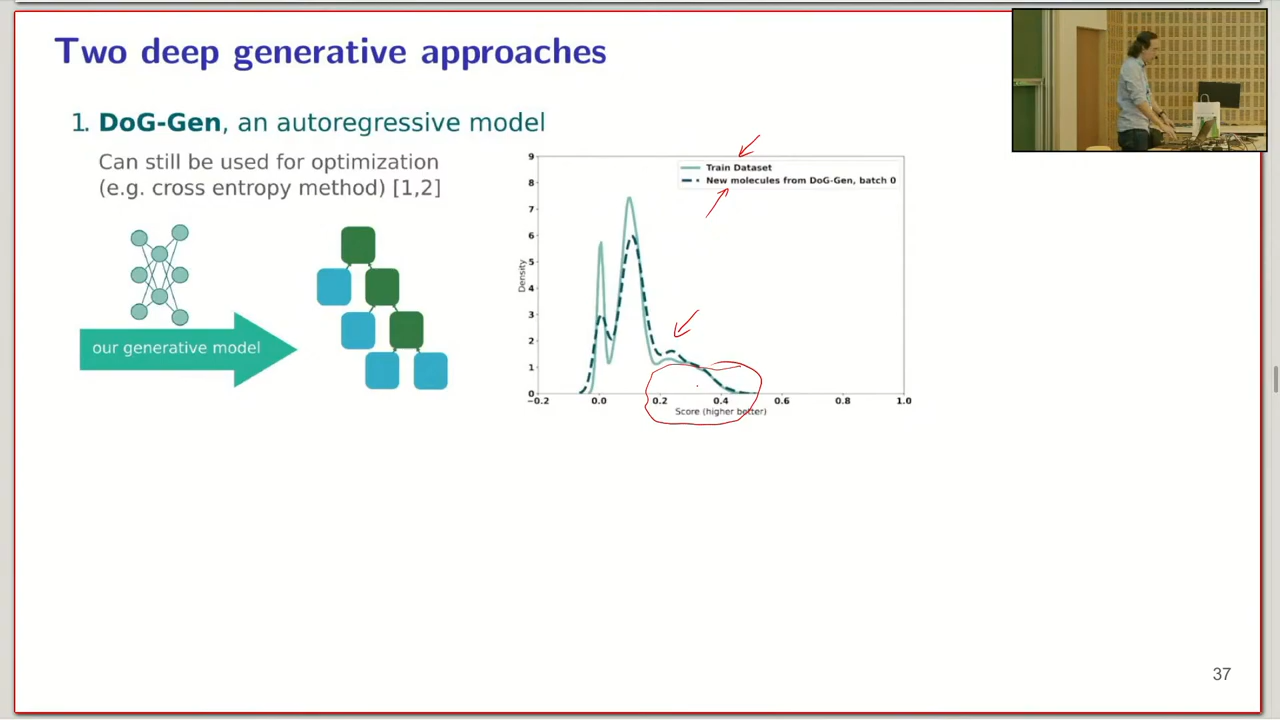 Two deep generative approaches
1. DoG-Gen, an autoregressive model
Can still be used for optimization
(e.g. cross entropy method) [1,2]
our generative model
Train Dataset
New molecules from DoG-Gen, batch 0
9
8
7
6
5
4
3
2
1
0
Density
−0.2 0.0 0.2 0.4 0.6 0.8 1.0
Score (higher better)
37